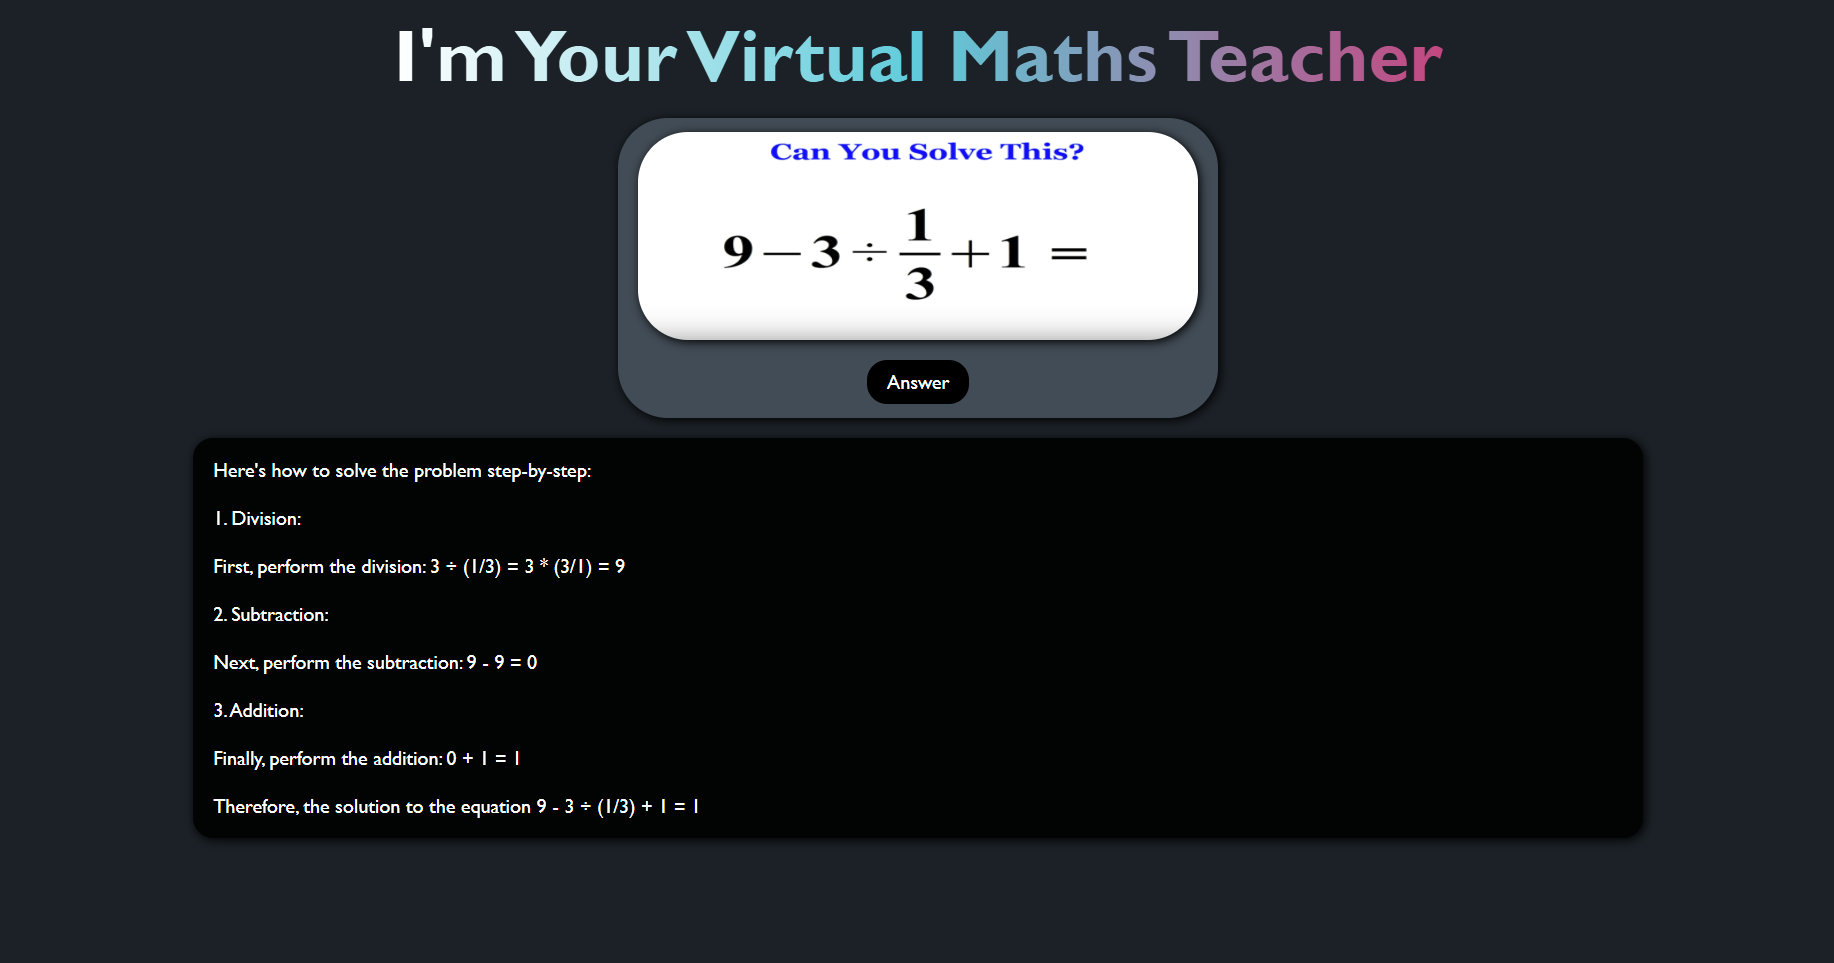 I'm Your Virtual Maths Teacher
Can You Solve This?
9 − 3 ÷ 1/3 + 1 =
Answer
Here's how to solve the problem step-by-step:
1. Division:
First, perform the division: 3 ÷ (1/3) = 3 * (3/1) = 9
2. Subtraction:
Next, perform the subtraction: 9 - 9 = 0
3. Addition:
Finally, perform the addition: 0 + 1 = 1
Therefore, the solution to the equation 9 - 3 ÷ (1/3) + 1 = 1